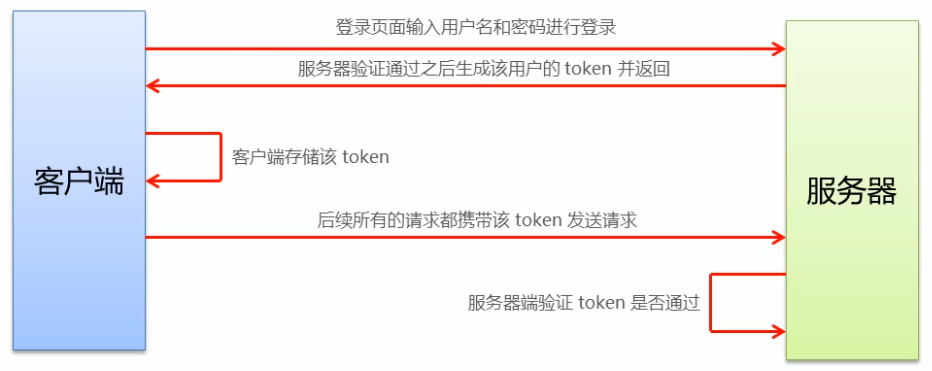 登录页面输入用户名和密码进行登录
服务器验证通过之后生成该用户的 token 并返回
客户端存储该 token
客户端
服务器
后续所有的请求都携带该 token 发送请求
服务器端验证 token 是否通过